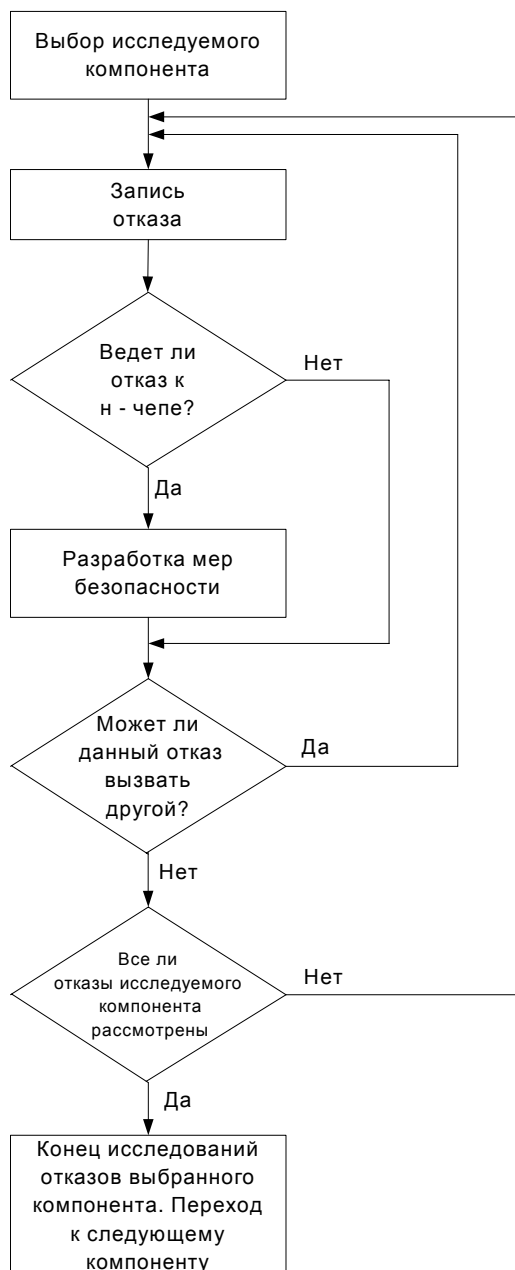 Выбор исследуемого
компонента
Запись
отказа
Ведет ли
отказ к
н - чепе?
Нет
Да
Разработка мер
безопасности
Может ли
данный отказ
вызвать
другой?
Да
Нет
Все ли
отказы исследуемого
компонента
рассмотрены
Нет
Да
Конец исследований
отказов выбранного
компонента. Переход
к следующему
компоненту